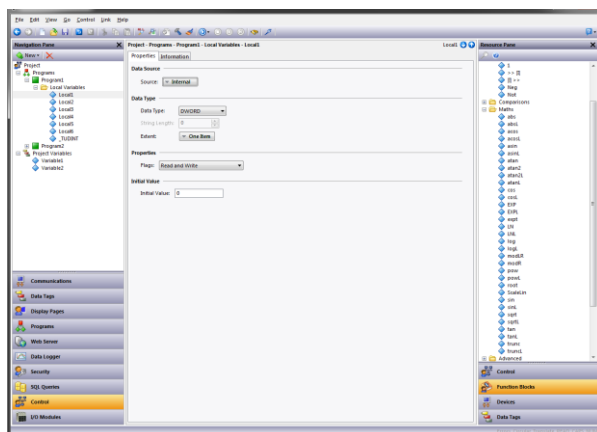 File Edit View Go Control Link Help
Navigation Pane
New
Project
Programs
Program1
Local Variables
Local1
Local2
Local3
Local4
Local5
Local6
_TUDINT
Program2
Project Variables
Variable1
Variable2
Communications
Data Tags
Display Pages
Programs
Web Server
Data Logger
Security
SQL Queries
Control
I/O Modules
Project - Programs - Program1 - Local Variables - Local1
Local1
Properties Information
Data Source
Source: Internal
Data Type
Data Type: DWORD
String Length: 0
Extent: One Item
Properties
Flags: Read and Write
Initial Value
Initial Value: 0
Resource Pane
Neg
Not
Comparisons
Maths
abs
absL
acos
acosL
asin
asinL
atan
atan2
atan2L
atanL
cos
cosL
EXP
EXPL
expt
LN
LNL
log
logL
modLR
modR
pow
powL
root
ScaleLin
sin
sinL
sqrt
sqrtL
tan
tanL
trunc
truncL
Advanced
Control
Function Blocks
Devices
Data Tags